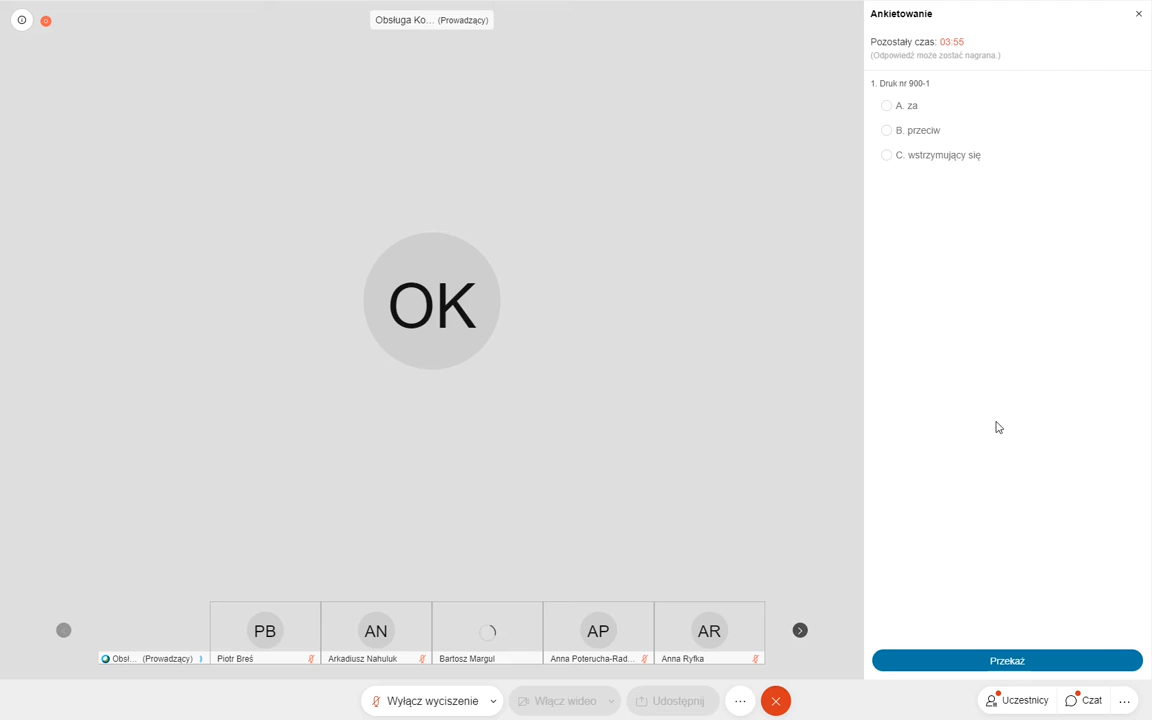 Obsługa Ko... (Prowadzący)
OK
PB
AN
AP
AR
Obsł... (Prowadzący)
Piotr Breś
Arkadiusz Nahuluk
Bartosz Margul
Anna Poterucha-Rad...
Anna Ryfka
Wyłącz wyciszenie
Włącz wideo
Udostępnij
Ankietowanie
Pozostały czas: 03:55
(Odpowiedź może zostać nagrana.)
1. Druk nr 900-1
A. za
B. przeciw
C. wstrzymujący się
Przekaż
Uczestnicy
Czat